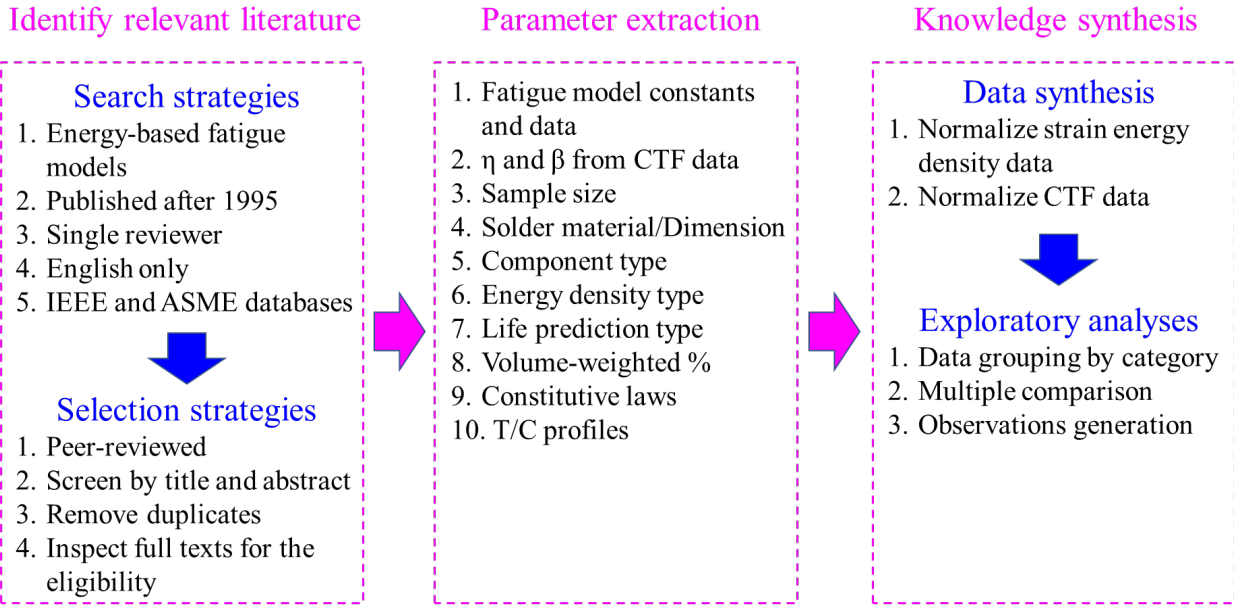 Identify relevant literature
Search strategies
1. Energy-based fatigue
models
2. Published after 1995
3. Single reviewer
4. English only
5. IEEE and ASME databases
Selection strategies
1. Peer-reviewed
2. Screen by title and abstract
3. Remove duplicates
4. Inspect full texts for the
eligibility
Parameter extraction
1. Fatigue model constants
and data
2. η and β from CTF data
3. Sample size
4. Solder material/Dimension
5. Component type
6. Energy density type
7. Life prediction type
8. Volume-weighted %
9. Constitutive laws
10. T/C profiles
Knowledge synthesis
Data synthesis
1. Normalize strain energy
density data
2. Normalize CTF data
Exploratory analyses
1. Data grouping by category
2. Multiple comparison
3. Observations generation